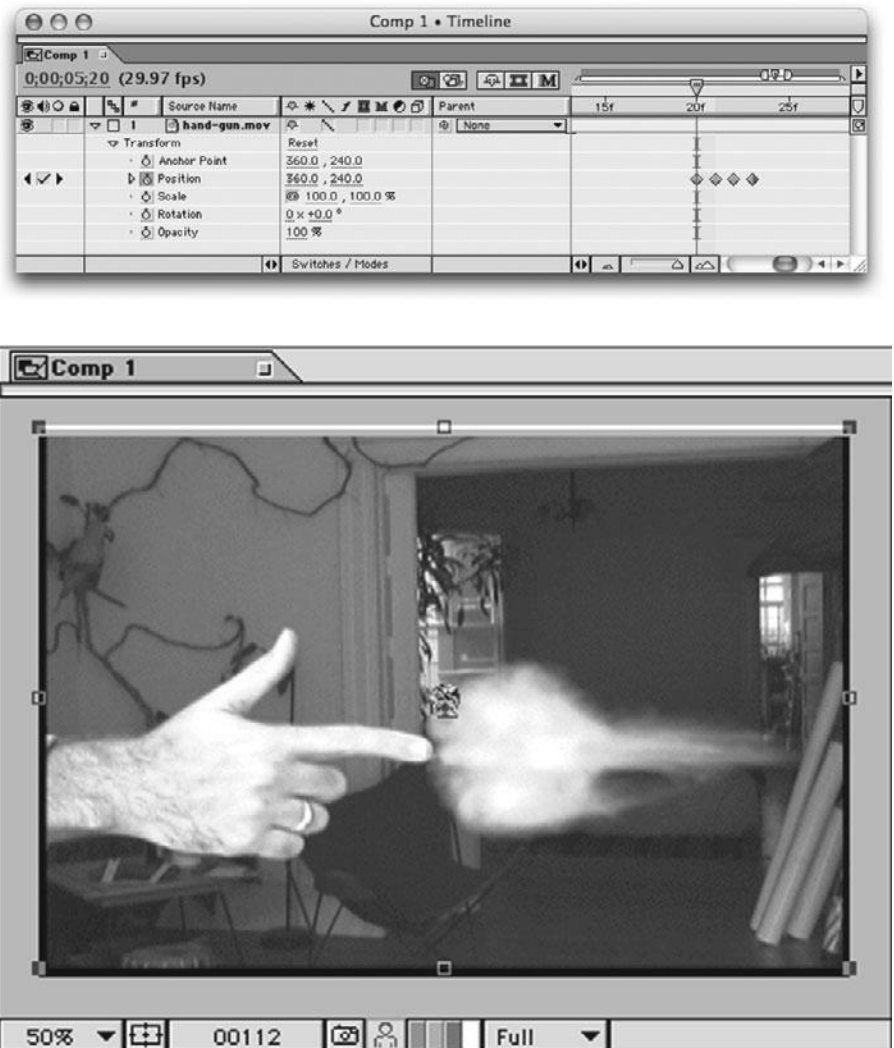 Comp 1 • Timeline
Comp 1
0;00;05;20 (29.97 fps)
M
# Source Name Parent
M
15f 20f 25f
1 hand-gun.mov None
Transform Reset
Anchor Point 360.0 , 240.0
Position 360.0 , 240.0
Scale 100.0 , 100.0 %
Rotation 0 x +0.0 °
Opacity 100 %
Switches / Modes
Comp 1
50% 00112 Full